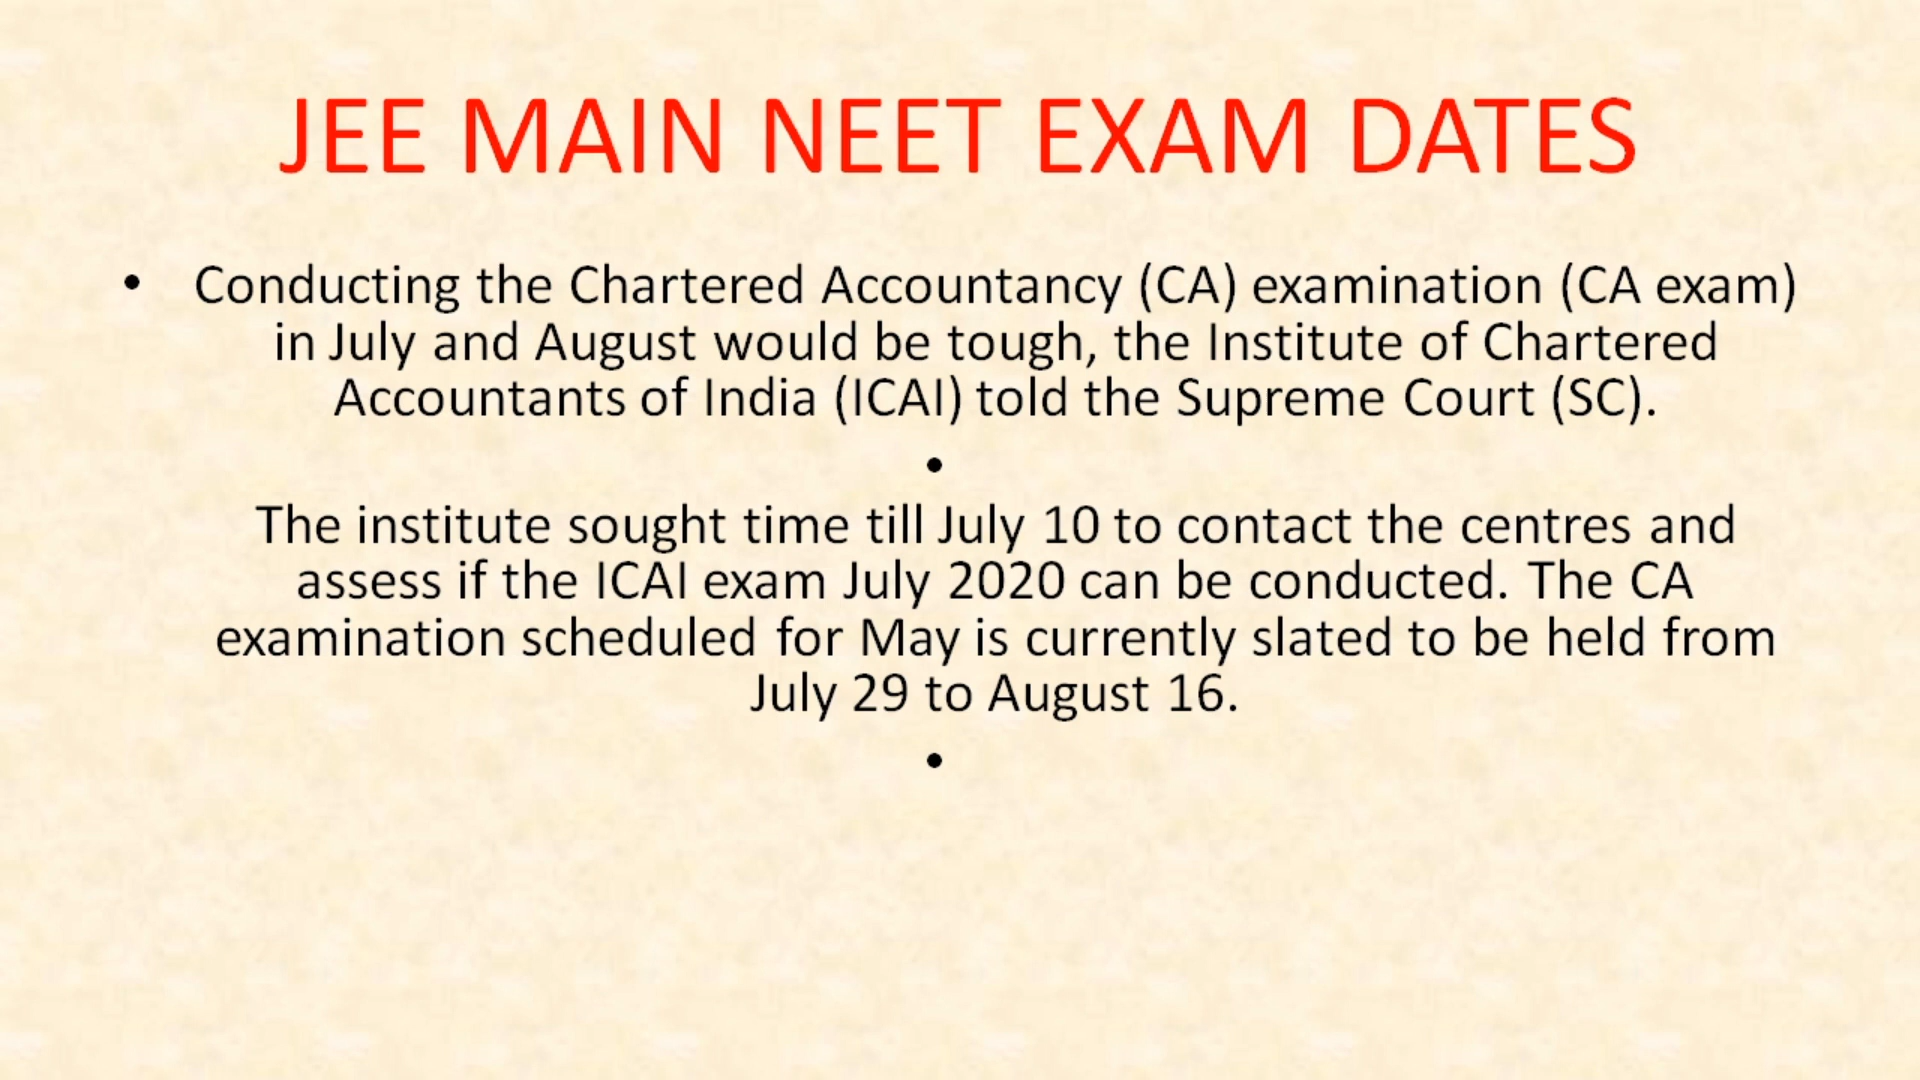 JEE MAIN NEET EXAM DATES
• Conducting the Chartered Accountancy (CA) examination (CA exam)
in July and August would be tough, the Institute of Chartered
Accountants of India (ICAI) told the Supreme Court (SC).
•
The institute sought time till July 10 to contact the centres and
assess if the ICAI exam July 2020 can be conducted. The CA
examination scheduled for May is currently slated to be held from
July 29 to August 16.
•